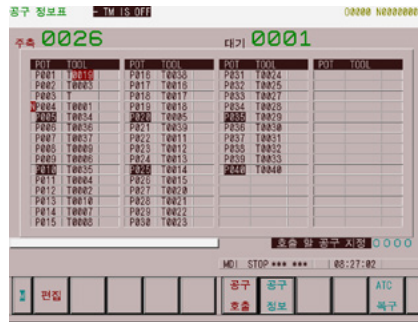 공구 정보표 - TM IS OFF O0000 N0000000
주축 0026 대기 0001
POT TOOL POT TOOL POT TOOL POT TOOL
P001 T0019 P016 T0038 P031 T0024
P002 T0003 P017 T0016 P032 T0025
P003 T P018 T0017 P033 T0027
P004 T0001 P019 T0018 P034 T0028
P005 T0034 P020 T0005 P035 T0029
P006 T0036 P021 T0039 P036 T0030
P007 T0037 P022 T0011 P037 T0031
P008 T0009 P023 T0012 P038 T0032
P009 T0006 P024 T0013 P039 T0033
P010 T0035 P025 T0014 P040 T0040
P011 T0004 P026 T0015
P012 T0002 P027 T0020
P013 T0010 P028 T0021
P014 T0007 P029 T0022
P015 T0008 P030 T0023
호출 할 공구 지정 0000
MDI STOP *** *** 08:27:02
편집 공구 호출 공구 정보 ATC 복구